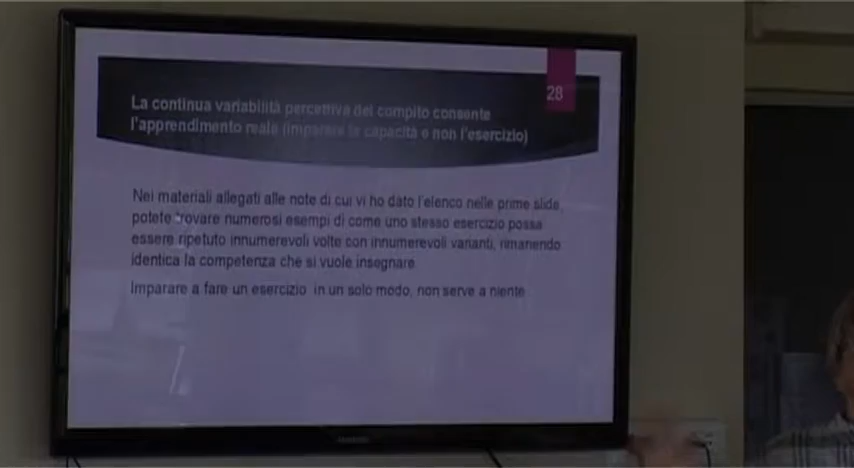 28
La continua variabilità percettiva del compito consente
l'apprendimento reale (imparare la capacità e non l'esercizio)
Nei materiali allegati alle note di cui vi ho dato l'elenco nelle prime slide,
potete trovare numerosi esempi di come uno stesso esercizio possa
essere ripetuto innumerevoli volte con innumerevoli varianti, rimanendo
identica la competenza che si vuole insegnare
Imparare a fare un esercizio in un solo modo, non serve a niente